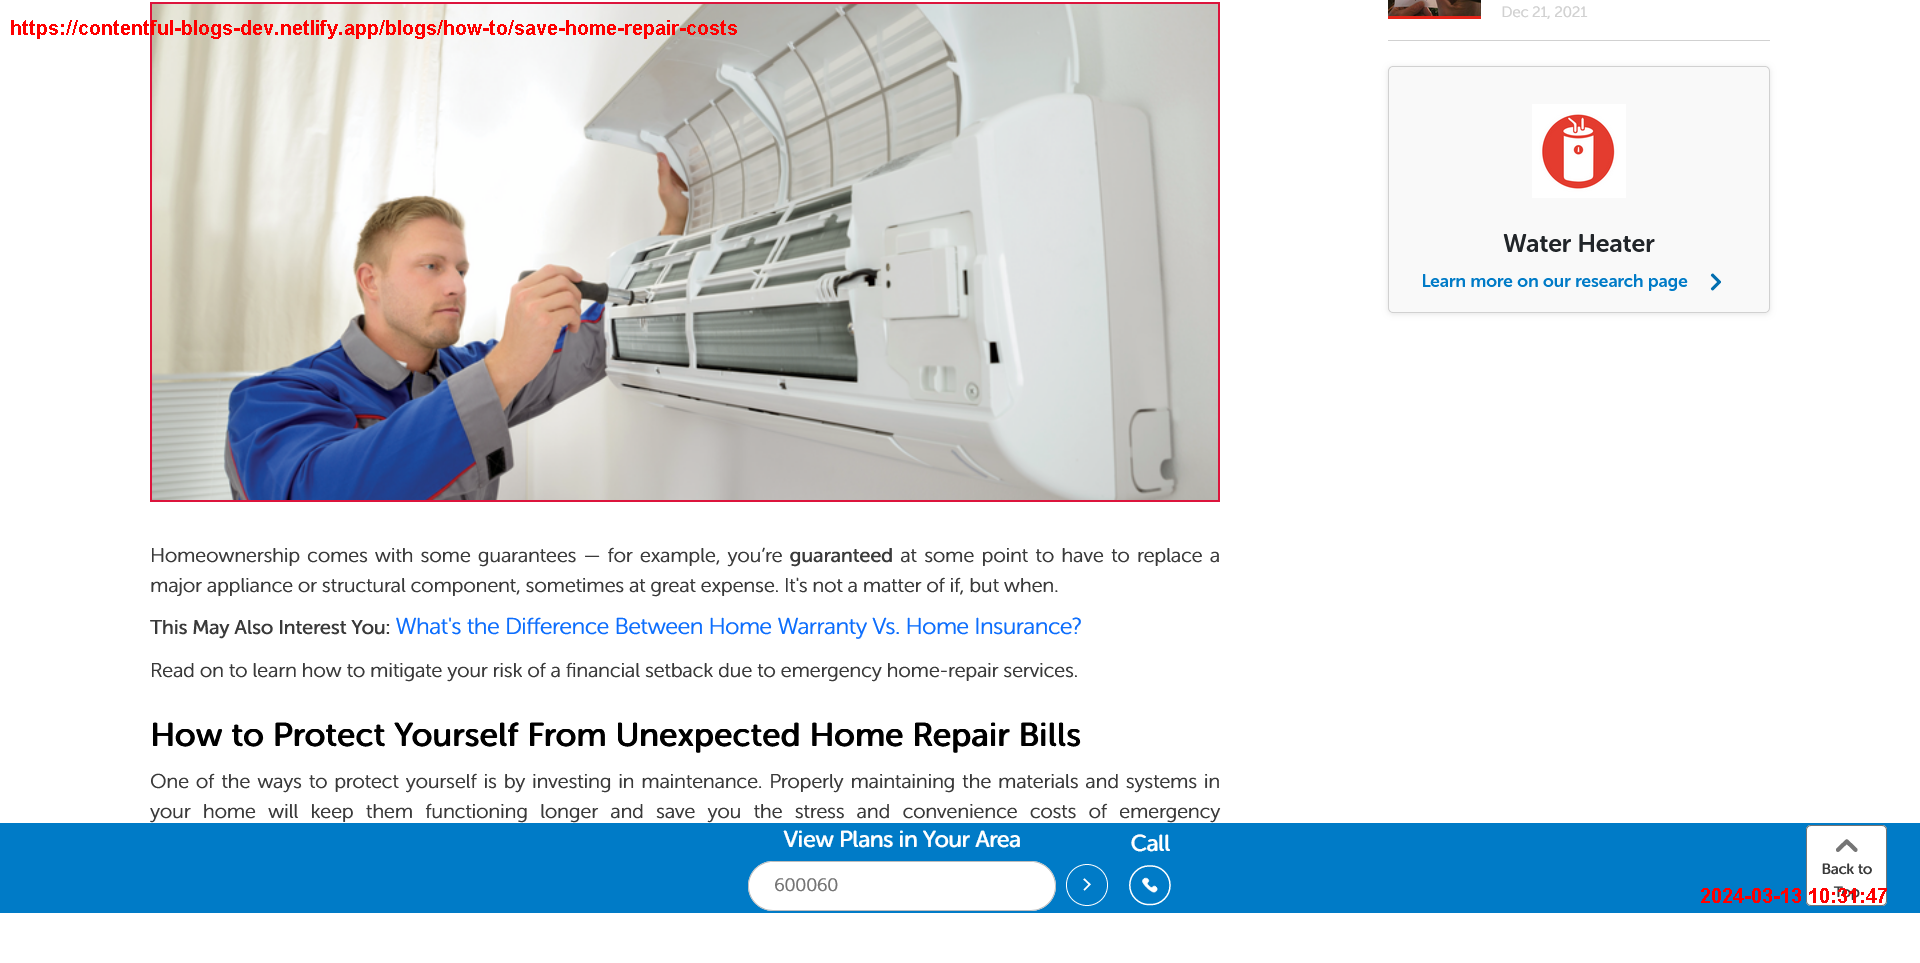 https://contentful-blogs-dev.netlify.app/blogs/how-to/save-home-repair-costs
Dec 21, 2021
Water Heater
Learn more on our research page
Homeownership comes with some guarantees — for example, you’re guaranteed at some point to have to replace a
major appliance or structural component, sometimes at great expense. It's not a matter of if, but when.
This May Also Interest You: What's the Difference Between Home Warranty Vs. Home Insurance?
Read on to learn how to mitigate your risk of a financial setback due to emergency home-repair services.
How to Protect Yourself From Unexpected Home Repair Bills
One of the ways to protect yourself is by investing in maintenance. Properly maintaining the materials and systems in
your home will keep them functioning longer and save you the stress and convenience costs of emergency
View Plans in Your Area
600060
Call
Back to
Top
2024-03-13 10:31:47